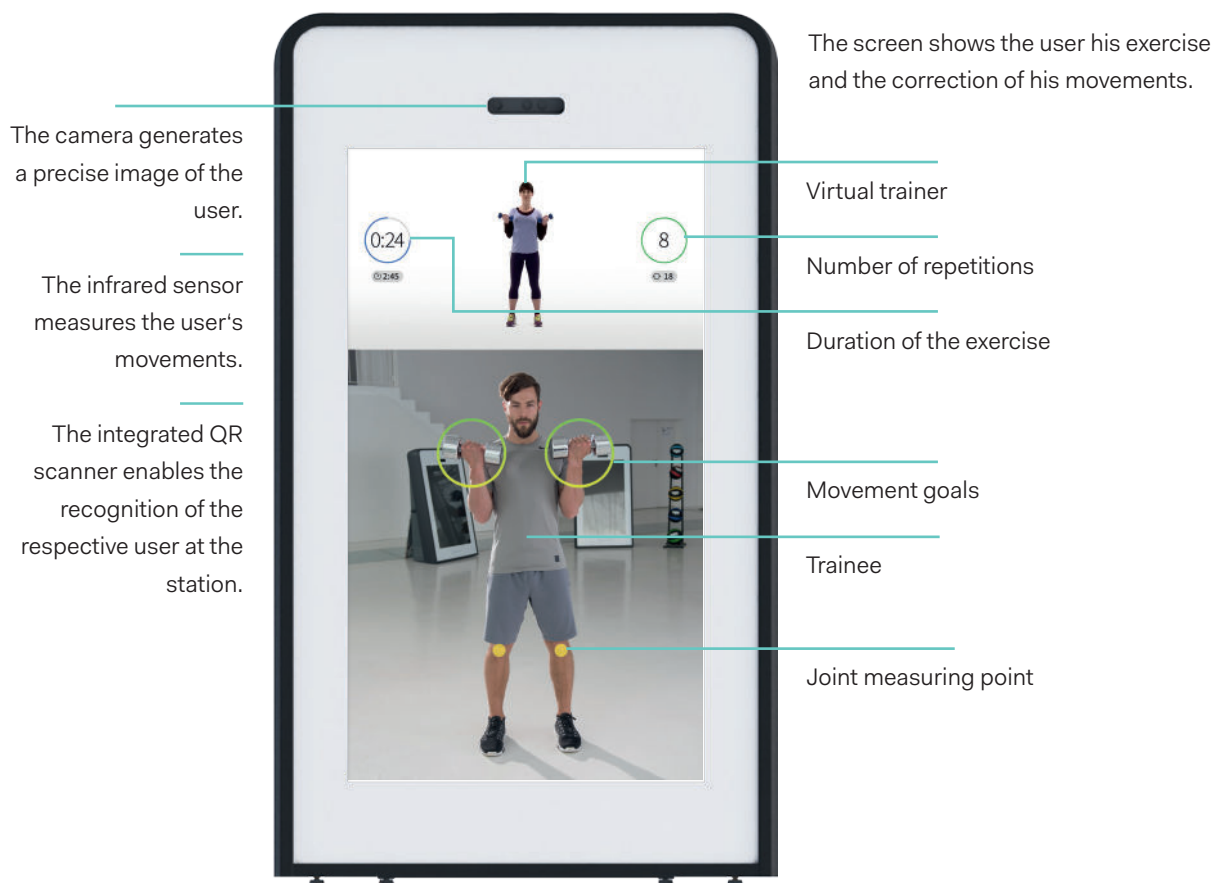 The screen shows the user his exercise
and the correction of his movements.
The camera generates
a precise image of the
user.
The infrared sensor
measures the user‘s
movements.
The integrated QR
scanner enables the
recognition of the
respective user at the
station.
0:24
2:45
8
18
Virtual trainer
Number of repetitions
Duration of the exercise
Movement goals
Trainee
Joint measuring point